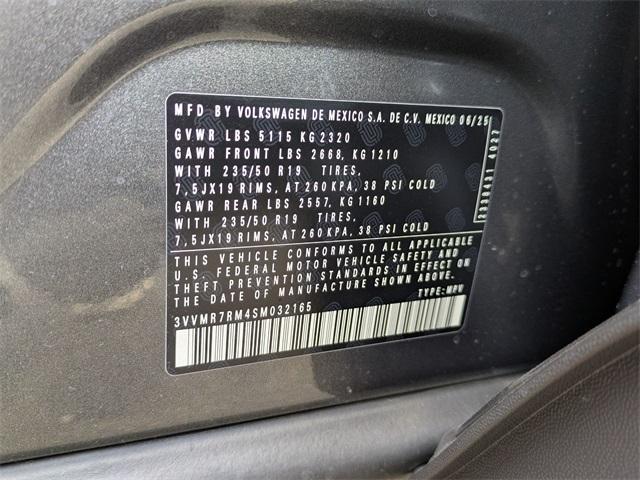 MFD BY VOLKSWAGEN DE MEXICO S.A. DE C.V. MEXICO 06/25
GVWR LBS 5115 KG 2320
GAWR FRONT LBS 2668, KG 1210
WITH 235/50 R19 TIRES,
7,5JX19 RIMS, AT 260 KPA, 38 PSI COLD
GAWR REAR LBS 2557, KG 1160
WITH 235/50 R19 TIRES,
7,5JX19 RIMS, AT 260 KPA, 38 PSI COLD
THIS VEHICLE CONFORMS TO ALL APPLICABLE
U.S. FEDERAL MOTOR VEHICLE SAFETY AND
THEFT PREVENTION STANDARDS IN EFFECT ON
THE DATE OF MANUFACTURE SHOWN ABOVE.
3VVMR7RM4SM032165 TYPE: MPV
2338431 4027